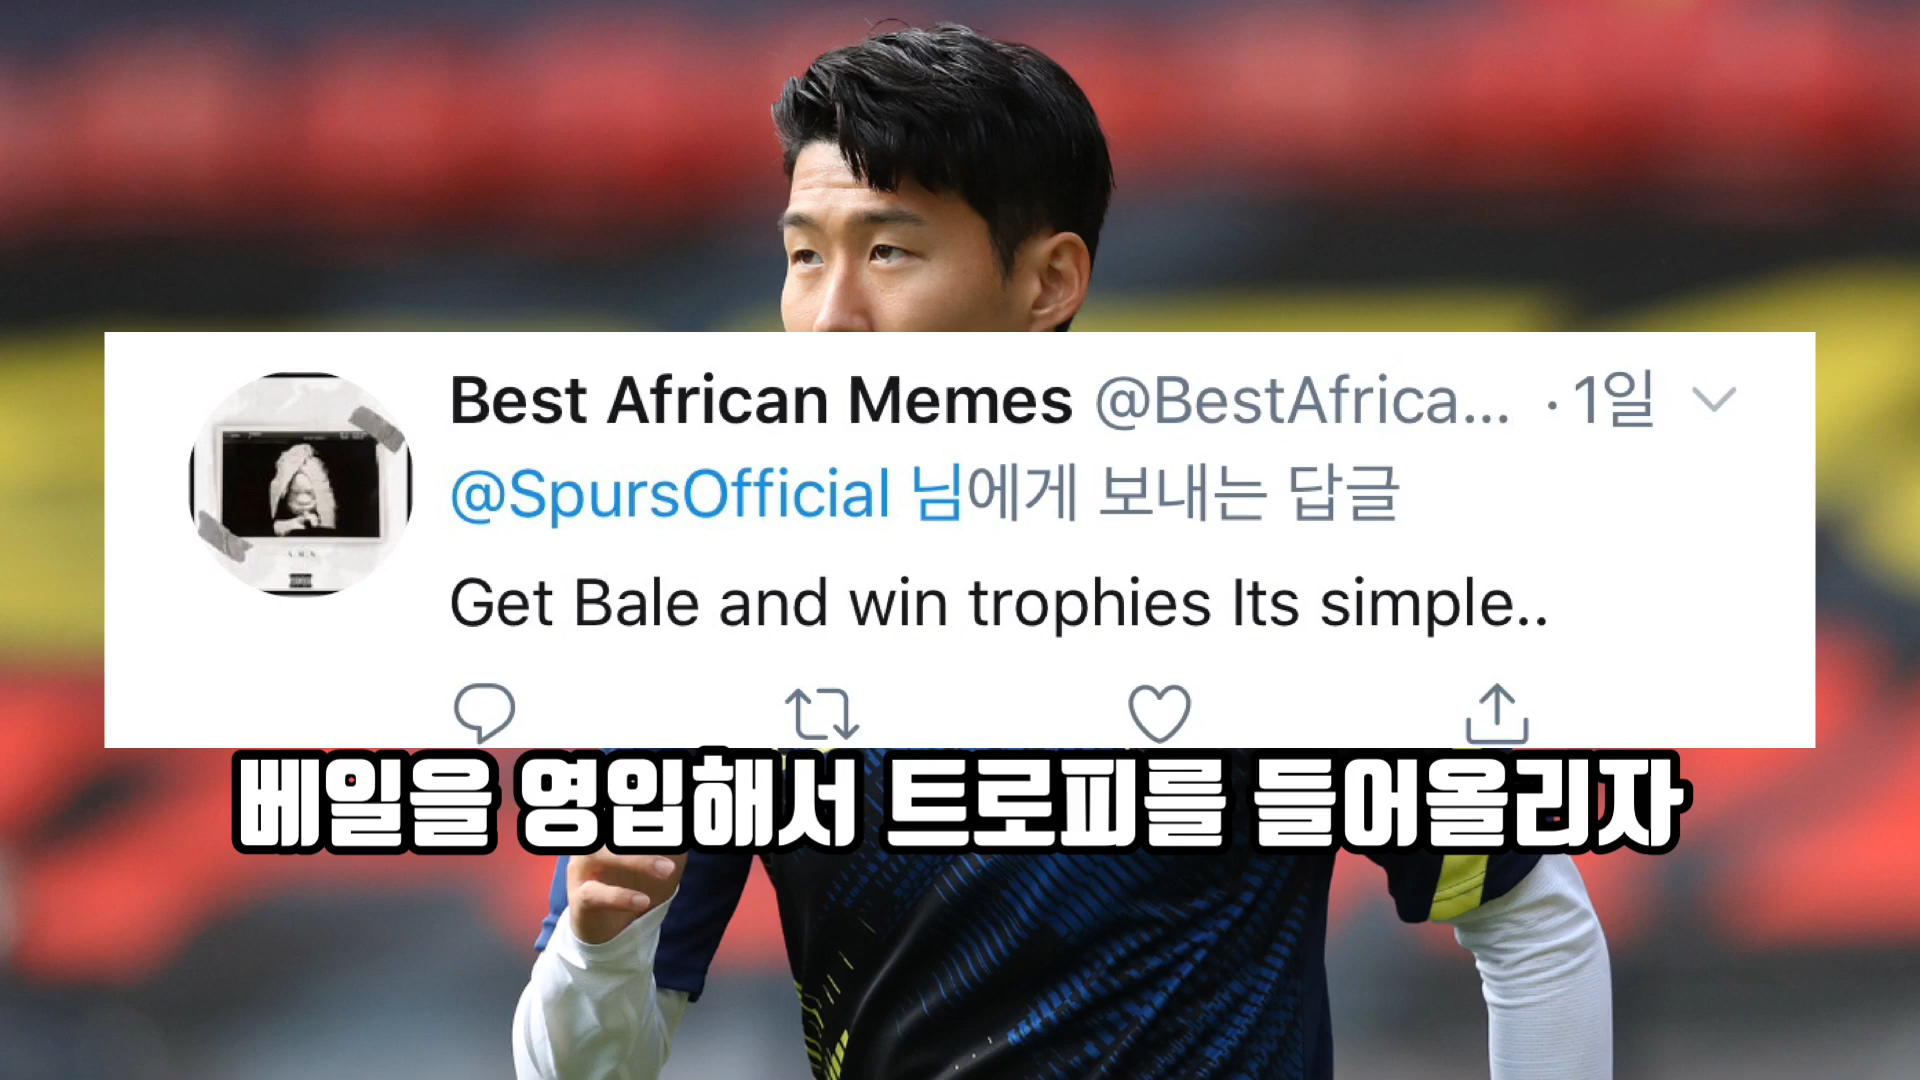 Best African Memes @BestAfrica... · 1일
@SpursOfficial 님에게 보내는 답글
Get Bale and win trophies Its simple..
베일을 영입해서 트로피를 들어올리자